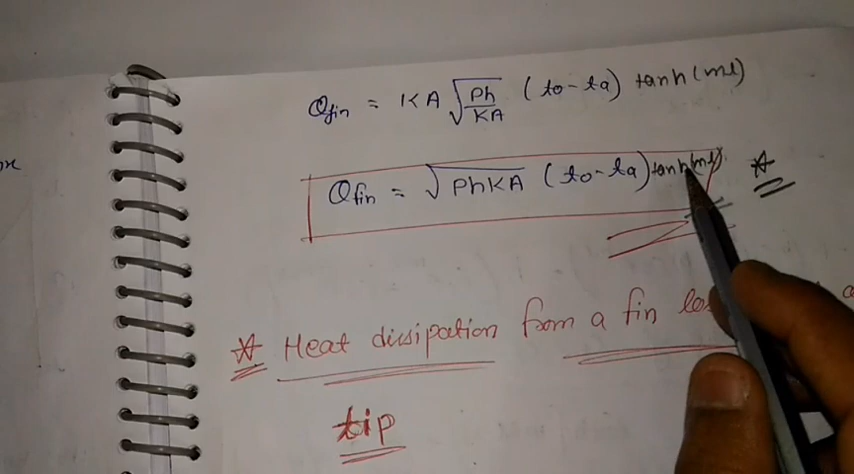 Qfin = KA √(Ph/KA) (to-ta) tanh(ml)
x
Qfin = √PhKA (to-ta) tanh(ml)
* Heat dissipation from a fin
tip